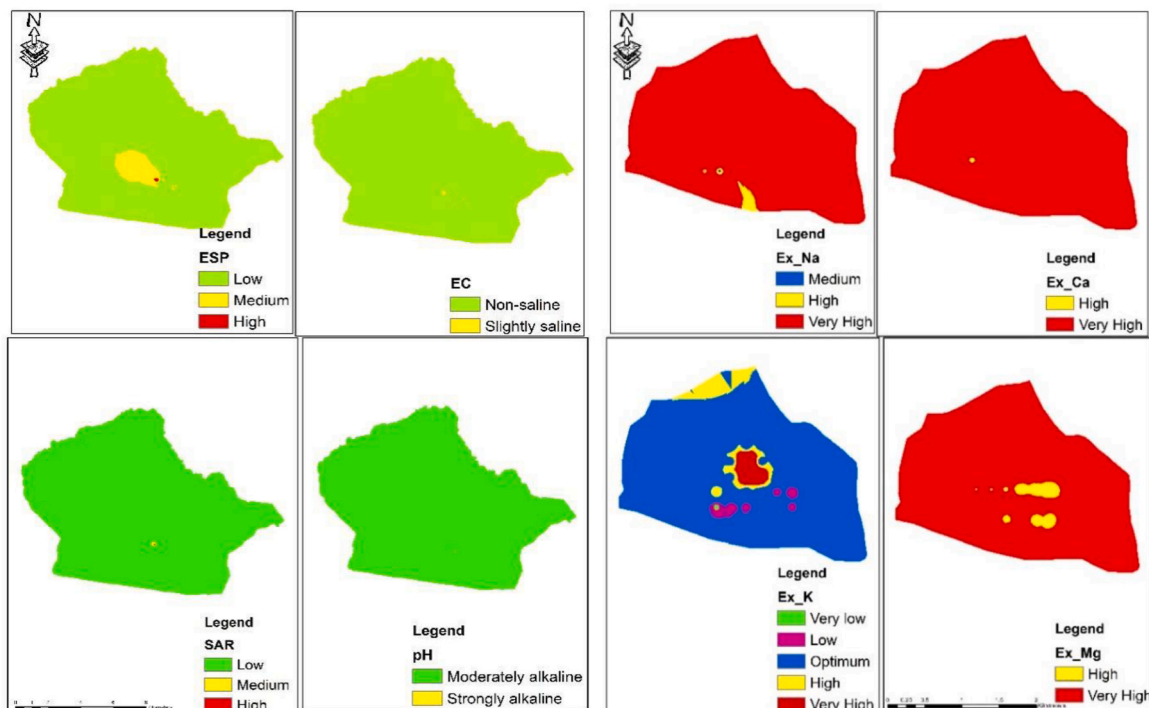 N
Legend
ESP
Low
Medium
High
Legend
EC
Non-saline
Slightly saline
N
Legend
Ex_Na
Medium
High
Very High
Legend
Ex_Ca
High
Very High
Legend
SAR
Low
Medium
High
Legend
pH
Moderately alkaline
Strongly alkaline
Legend
Ex_K
Very low
Low
Optimum
High
Very High
Legend
Ex_Mg
High
Very High